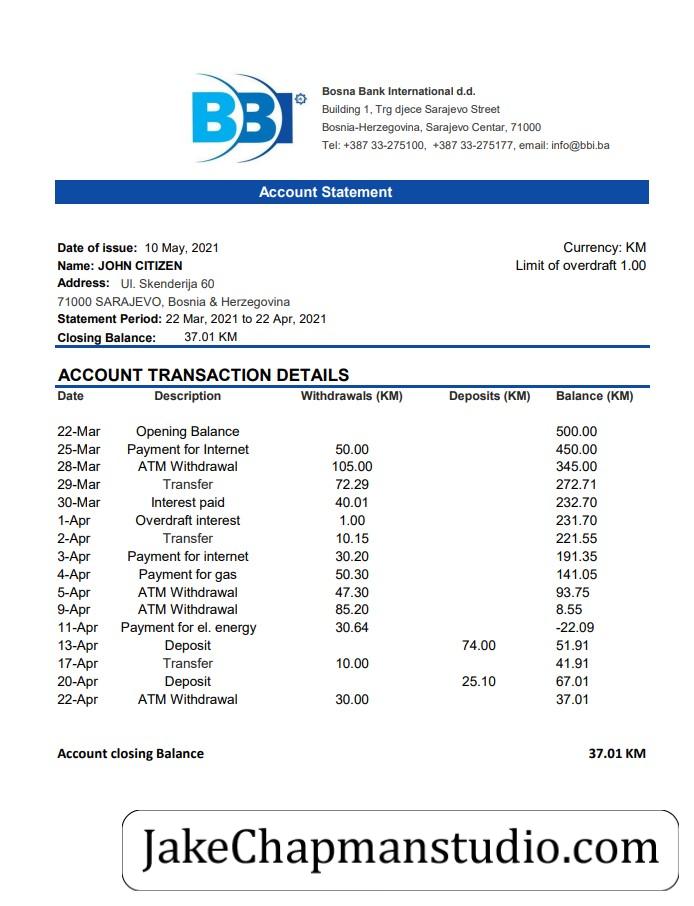 BBI
Bosna Bank International d.d.
Building 1, Trg djece Sarajevo Street
Bosnia-Herzegovina, Sarajevo Centar, 71000
Tel: +387 33-275100,  +387 33-275177, email: info@bbi.ba
Account Statement
Date of issue: 10 May, 2021 Currency: KM
Name: JOHN CITIZEN Limit of overdraft 1.00
Address: Ul. Skenderija 60
71000 SARAJEVO, Bosnia & Herzegovina
Statement Period: 22 Mar, 2021 to 22 Apr, 2021
Closing Balance: 37.01 KM
ACCOUNT TRANSACTION DETAILS
Date Description Withdrawals (KM) Deposits (KM) Balance (KM)
22-Mar Opening Balance 500.00
25-Mar Payment for Internet 50.00 450.00
28-Mar ATM Withdrawal 105.00 345.00
29-Mar Transfer 72.29 272.71
30-Mar Interest paid 40.01 232.70
1-Apr Overdraft interest 1.00 231.70
2-Apr Transfer 10.15 221.55
3-Apr Payment for internet 30.20 191.35
4-Apr Payment for gas 50.30 141.05
5-Apr ATM Withdrawal 47.30 93.75
9-Apr ATM Withdrawal 85.20 8.55
11-Apr Payment for el. energy 30.64 -22.09
13-Apr Deposit 74.00 51.91
17-Apr Transfer 10.00 41.91
20-Apr Deposit 25.10 67.01
22-Apr ATM Withdrawal 30.00 37.01
Account closing Balance 37.01 KM
JakeChapmanstudio.com